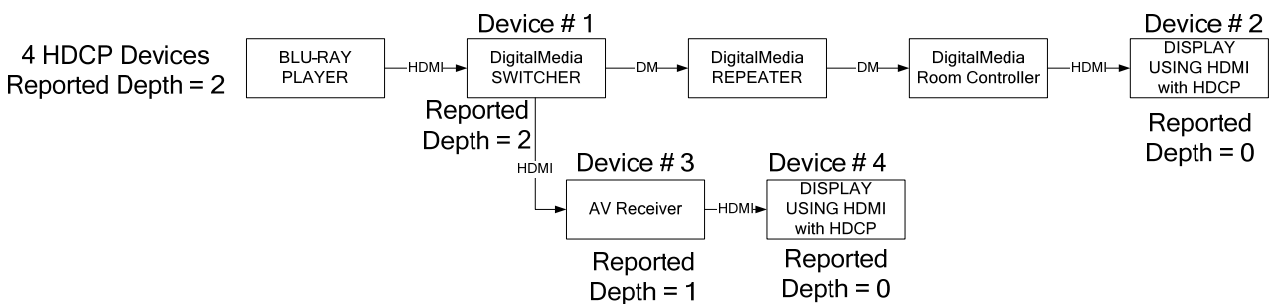 Device # 1
Device # 2
4 HDCP Devices
Reported Depth = 2
BLU-RAY
PLAYER
HDMI
DigitalMedia
SWITCHER
DM
DigitalMedia
REPEATER
DM
DigitalMedia
Room Controller
HDMI
DISPLAY
USING HDMI
with HDCP
Reported
Depth = 2
Reported
Depth = 0
HDMI
Device # 3
Device # 4
AV Receiver
HDMI
DISPLAY
USING HDMI
with HDCP
Reported
Depth = 1
Reported
Depth = 0